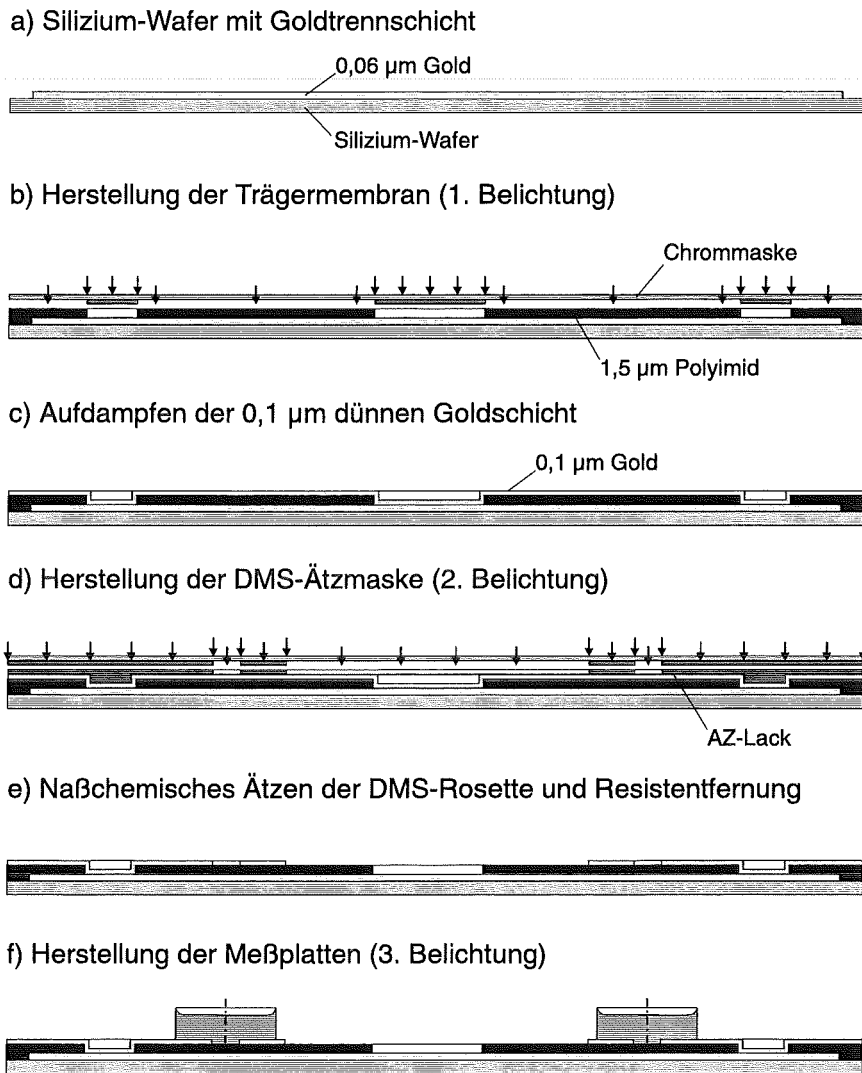 a) Silizium-Wafer mit Goldtrennschicht
0,06 µm Gold
Silizium-Wafer
b) Herstellung der Trägermembran (1. Belichtung)
Chrommaske
1,5 µm Polyimid
c) Aufdampfen der 0,1 µm dünnen Goldschicht
0,1 µm Gold
d) Herstellung der DMS-Ätzmaske (2. Belichtung)
AZ-Lack
e) Naßchemisches Ätzen der DMS-Rosette und Resistentfernung
f) Herstellung der Meßplatten (3. Belichtung)